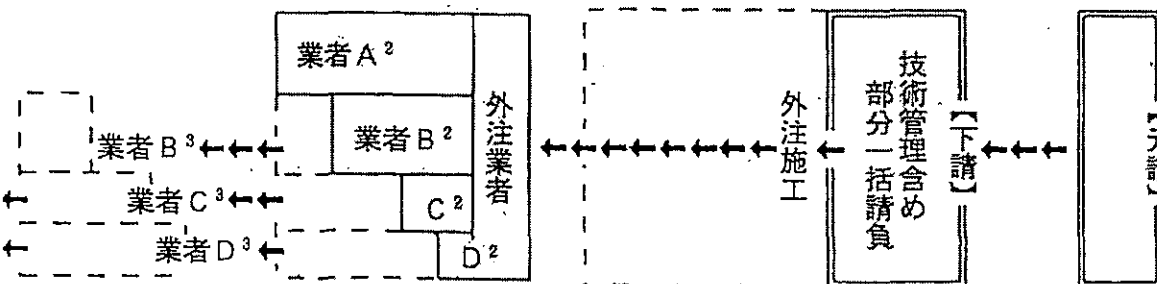 【元請】
【下請】
技術管理含め
部分一括請負
外注施工
外注業者
業者A²
業者B²
C²
D²
業者B³
業者C³
業者D³